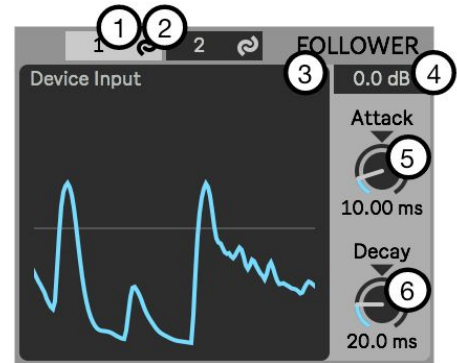 1 1 2 2 FOLLOWER
Device Input 3 0.0 dB 4
Attack
5
10.00 ms
Decay
6
20.0 ms